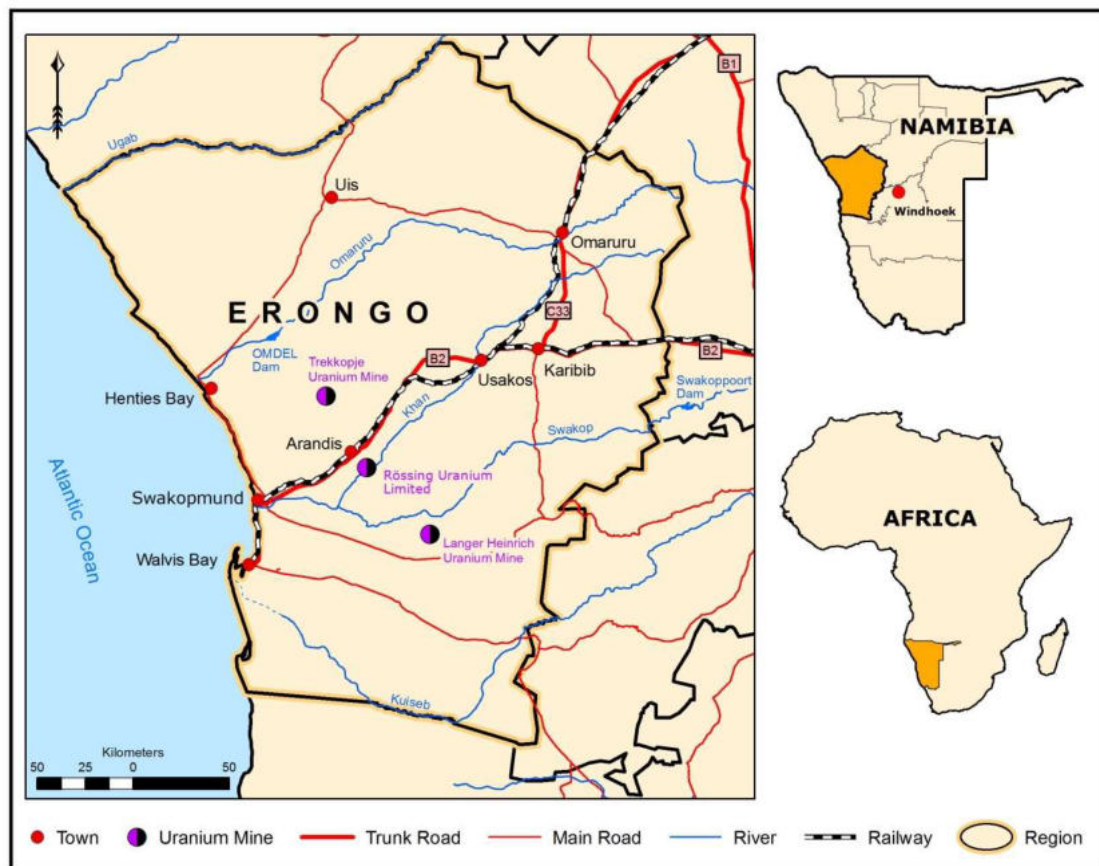 B1
Ugab
Uis
Omaruru
Omaruru
ERONGO
C33
OMDEL
Dam
Trekkopje
Uranium Mine
B2
B2
Usakos
Karibib
Henties Bay
Khan
Swakoppoort
Dam
Swakop
Arandis
Rössing Uranium
Limited
Swakopmund
Langer Heinrich
Uranium Mine
Walvis Bay
Atlantic Ocean
Kuiseb
Kilometers
50 25 0 50
NAMIBIA
Windhoek
AFRICA
Town
Uranium Mine
Trunk Road
Main Road
River
Railway
Region